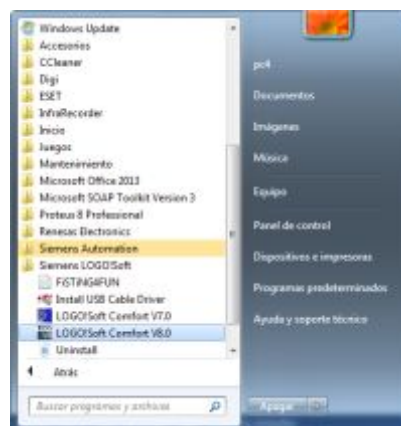 Windows Update
Accesorios
CCleaner
Digi
ESET
InfraRecorder
Inicio
Juegos
Mantenimiento
Microsoft Office 2013
Microsoft SOAP Toolkit Version 3
Proteus 8 Professional
Renesas Electronics
Siemens Automation
Siemens LOGO!Soft
FiSTiNG4FUN
Install USB Cable Driver
LOGO!Soft Comfort V7.0
LOGO!Soft Comfort V8.0
Uninstall
Atrás
Buscar programas y archivos
pc4
Documentos
Imágenes
Música
Equipo
Panel de control
Dispositivos e impresoras
Programas predeterminados
Ayuda y soporte técnico
Apagar